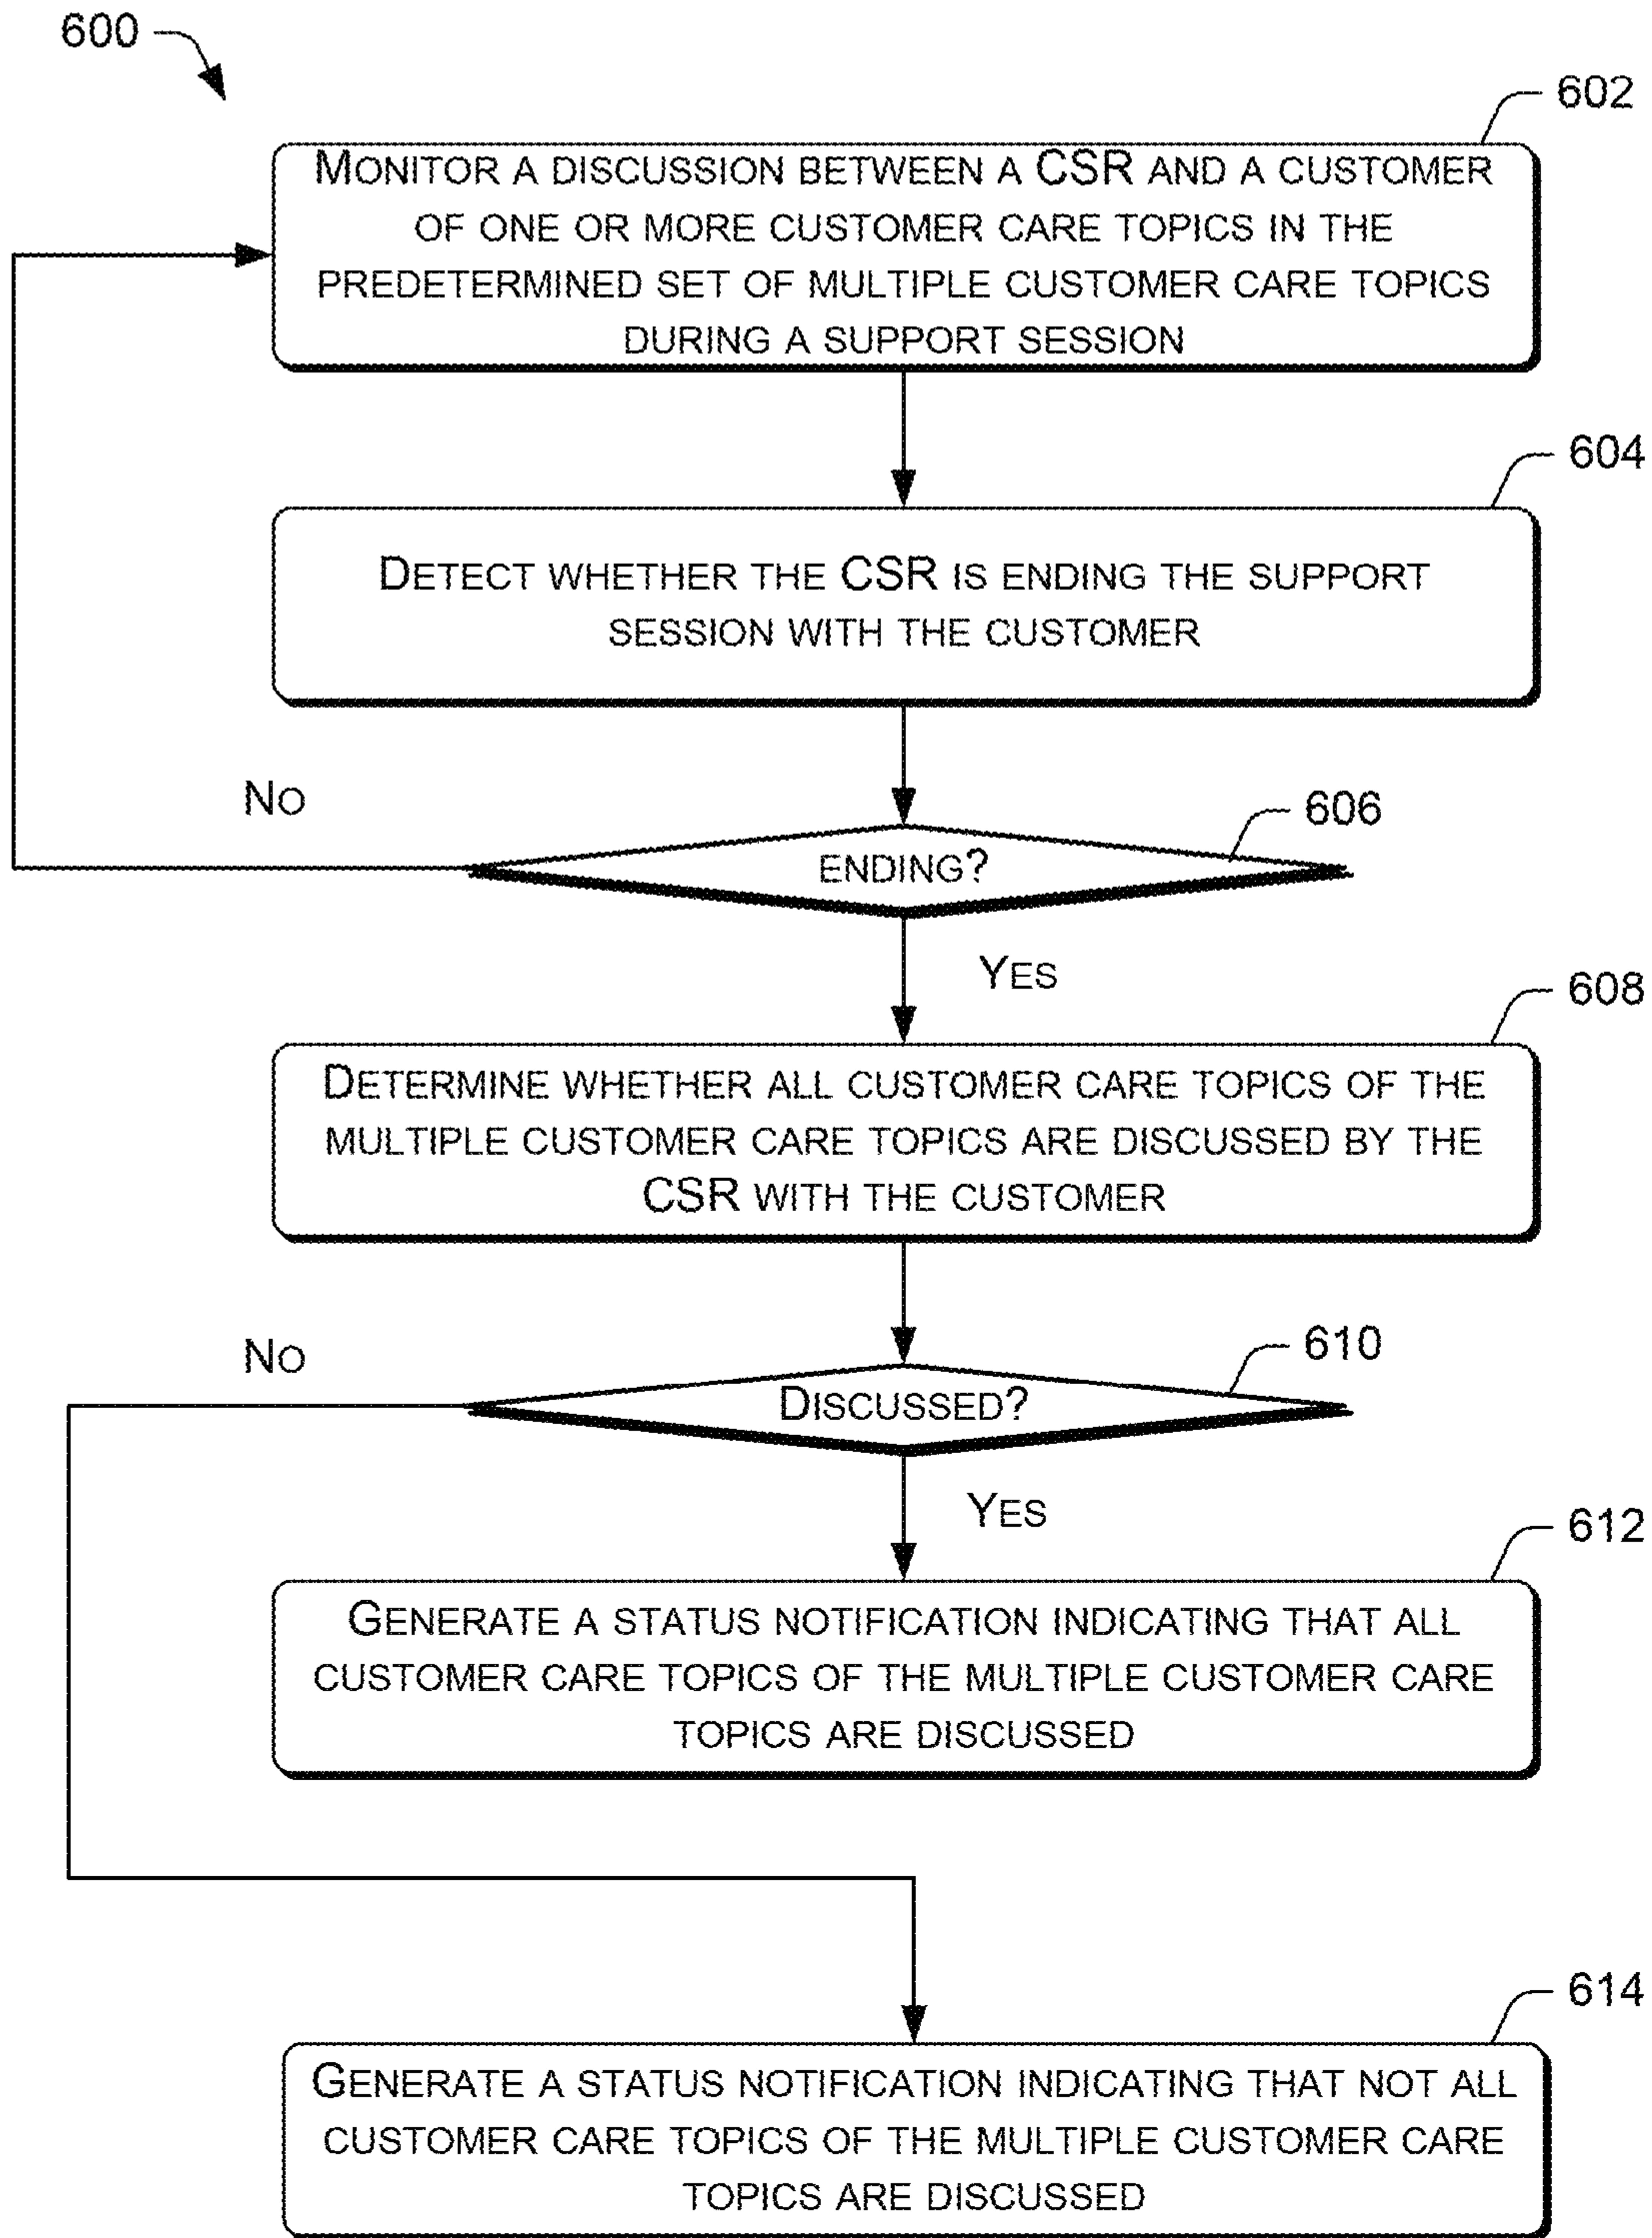 600
602
MONITOR A DISCUSSION BETWEEN A CSR AND A CUSTOMER
OF ONE OR MORE CUSTOMER CARE TOPICS IN THE
PREDETERMINED SET OF MULTIPLE CUSTOMER CARE TOPICS
DURING A SUPPORT SESSION
604
DETECT WHETHER THE CSR IS ENDING THE SUPPORT
SESSION WITH THE CUSTOMER
NO
606
ENDING?
YES
608
DETERMINE WHETHER ALL CUSTOMER CARE TOPICS OF THE
MULTIPLE CUSTOMER CARE TOPICS ARE DISCUSSED BY THE
CSR WITH THE CUSTOMER
NO
610
DISCUSSED?
YES
612
GENERATE A STATUS NOTIFICATION INDICATING THAT ALL
CUSTOMER CARE TOPICS OF THE MULTIPLE CUSTOMER CARE
TOPICS ARE DISCUSSED
614
GENERATE A STATUS NOTIFICATION INDICATING THAT NOT ALL
CUSTOMER CARE TOPICS OF THE MULTIPLE CUSTOMER CARE
TOPICS ARE DISCUSSED